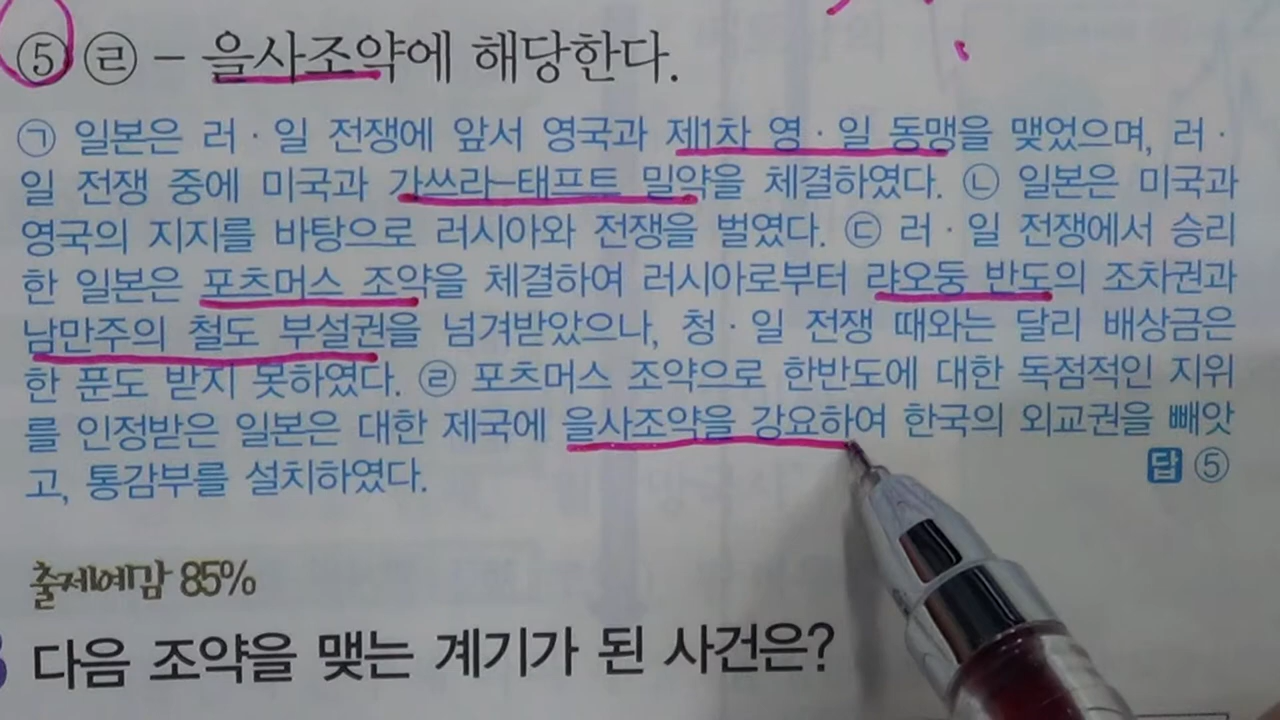 ⑤ ㉣ – 을사조약에 해당한다.
㉠ 일본은 러·일 전쟁에 앞서 영국과 제1차 영·일 동맹을 맺었으며, 러·
일 전쟁 중에 미국과 가쓰라–태프트 밀약을 체결하였다. ㉡ 일본은 미국과
영국의 지지를 바탕으로 러시아와 전쟁을 벌였다. ㉢ 러·일 전쟁에서 승리
한 일본은 포츠머스 조약을 체결하여 러시아로부터 랴오둥 반도의 조차권과
남만주의 철도 부설권을 넘겨받았으나, 청·일 전쟁 때와는 달리 배상금은
한 푼도 받지 못하였다. ㉣ 포츠머스 조약으로 한반도에 대한 독점적인 지위
를 인정받은 일본은 대한 제국에 을사조약을 강요하여 한국의 외교권을 빼앗
고, 통감부를 설치하였다. 답 ⑤
출제예감 85%
다음 조약을 맺는 계기가 된 사건은?